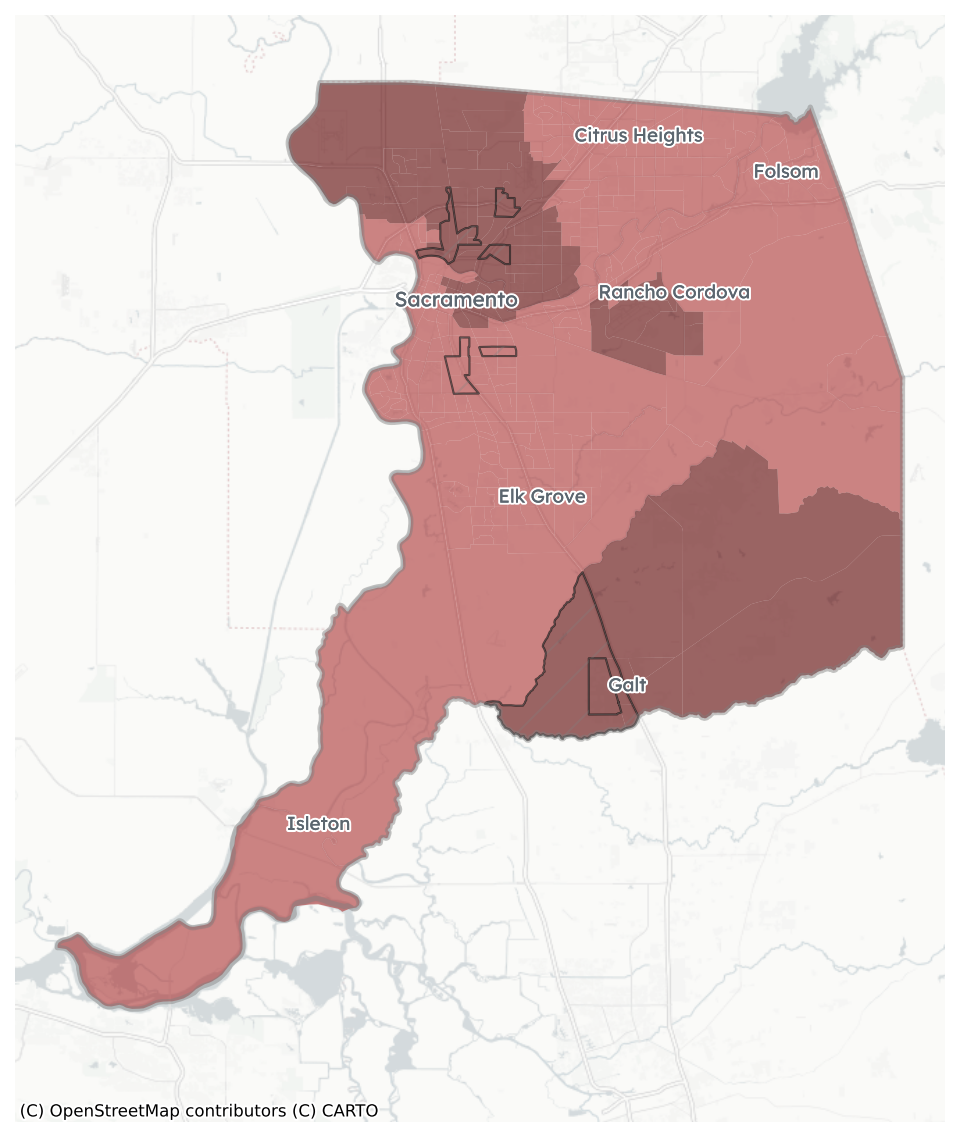 Citrus Heights
Folsom
Rancho Cordova
Sacramento
Elk Grove
Galt
Isleton
(C) OpenStreetMap contributors (C) CARTO